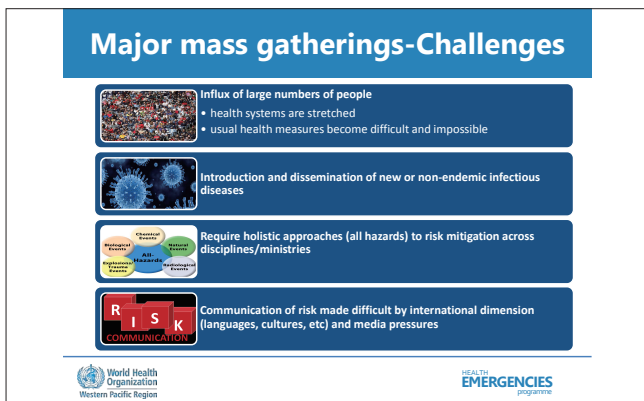 Major mass gatherings-Challenges
Influx of large numbers of people
• health systems are stretched
• usual health measures become difficult and impossible
Introduction and dissemination of new or non-endemic infectious
diseases
Chemical
Events
Biological
Events
Natural
Events
All-
Hazards
Explosions/
Trauma
Events
Radiological
Events
Require holistic approaches (all hazards) to risk mitigation across
disciplines/ministries
RISK
COMMUNICATION
Communication of risk made difficult by international dimension
(languages, cultures, etc) and media pressures
World Health
Organization
Western Pacific Region
HEALTH
EMERGENCIES
programme